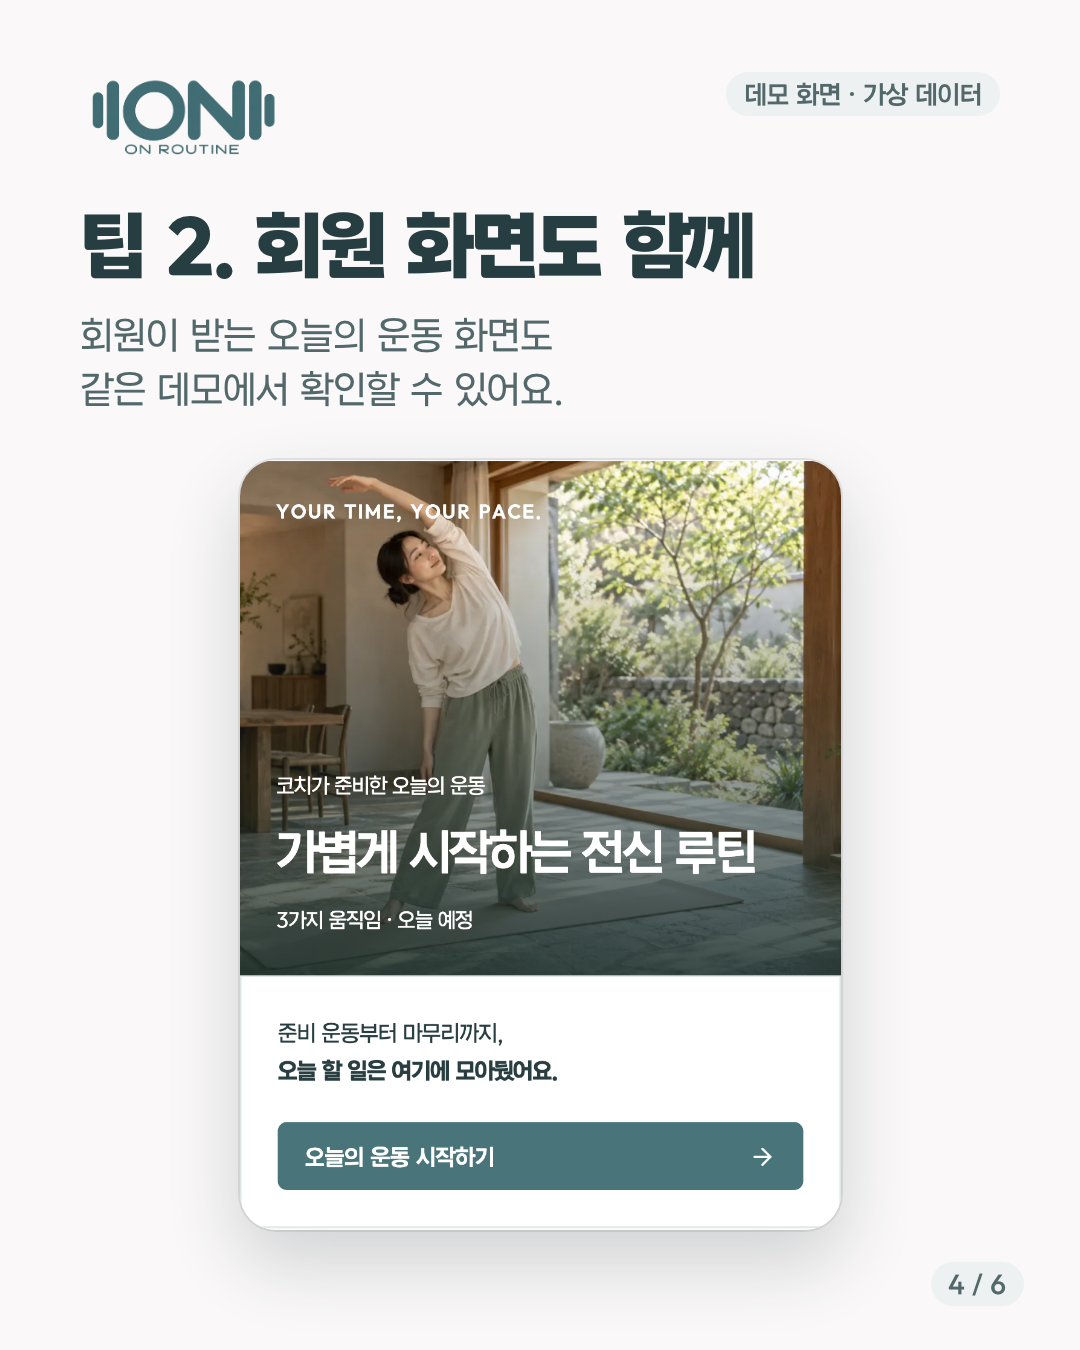 ION
ON ROUTINE
데모 화면 · 가상 데이터
팁 2. 회원 화면도 함께
회원이 받는 오늘의 운동 화면도
같은 데모에서 확인할 수 있어요.
YOUR TIME, YOUR PACE.
코치가 준비한 오늘의 운동
가볍게 시작하는 전신 루틴
3가지 움직임 · 오늘 예정
준비 운동부터 마무리까지,
오늘 할 일은 여기에 모아뒀어요.
오늘의 운동 시작하기
4 / 6